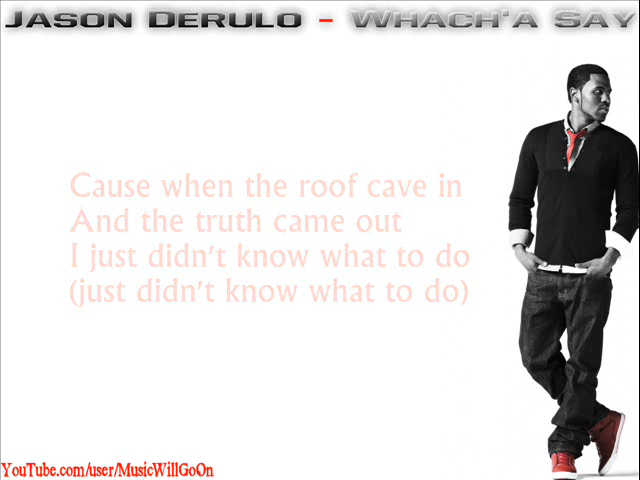 Jason Derulo - Whach'a Say
Cause when the roof cave in
And the truth came out
I just didn't know what to do
(just didn't know what to do)
YouTube.com/user/MusicWillGoOn